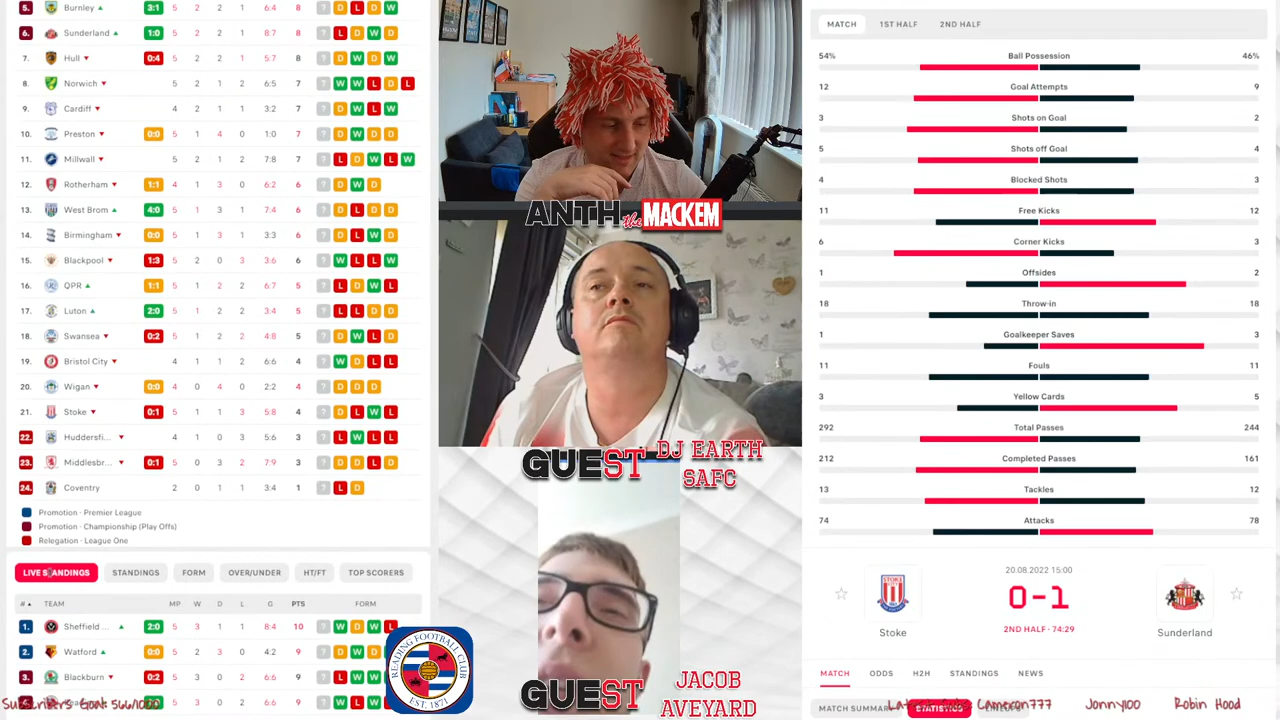 5. Burnley 3:1 5 2 2 1 6:4 8 ? D L D W
6. Sunderland 1:0 5 2 2 1 8:7 8 ? L D W D
7. Hull 0:4 5 2 2 1 5:7 8 ? D W D W
8. Norwich 5 2 1 2 6:5 7 ? W W L D L
9. Cardiff 4 2 1 1 3:2 7 ? D W L W
10. Preston 0:0 5 1 4 0 1:0 7 ? D W D D
11. Millwall 5 2 1 2 7:8 7 ? L D W L W
12. Rotherham 1:1 4 1 3 0 6:2 6 ? D W D
13. West Brom 4:0 5 1 3 1 7:4 6 ? D L D D
14. Birmingham 0:0 5 1 3 1 3:3 6 ? D L W D
15. Blackpool 1:3 5 2 0 3 3:6 6 ? W L L W
16. QPR 1:1 5 1 2 2 6:7 5 ? L D W L
17. Luton 2:0 5 1 2 2 3:4 5 ? L L D D
18. Swansea 0:2 5 1 2 2 4:8 5 ? D W L D
19. Bristol City 4 1 1 2 6:6 4 ? W D L L
20. Wigan 0:0 4 0 4 0 2:2 4 ? D D D
21. Stoke 0:1 5 1 1 3 5:8 4 ? D L W L
22. Huddersfi... 4 1 0 3 5:6 3 ? L W L L
23. Middlesbr... 0:1 5 0 3 2 7:9 3 ? D D L D
24. Coventry 2 0 1 1 3:4 1 ? L D
Promotion - Premier League
Promotion - Championship (Play Offs)
Relegation - League One
LIVE STANDINGS STANDINGS FORM OVER/UNDER HT/FT TOP SCORERS
# TEAM MP W D L G PTS FORM
1. Sheffield ... 2:0 5 3 1 1 8:4 10 ? W D W L
2. Watford 0:0 5 2 3 0 4:2 9 ? D W D
3. Blackburn 0:2 5 3 0 2 6:6 9 ? L W W
5 3 0 2 6:6 9 ? W L W
Subscribers Goal: 566/1000
ANTH the MACKEM
GUEST
DJ EARTH
SAFC
READING FOOTBALL CLUB
EST. 1871
GUEST
JACOB
AVEYARD
MATCH 1ST HALF 2ND HALF
54% Ball Possession 46%
12 Goal Attempts 9
3 Shots on Goal 2
5 Shots off Goal 4
4 Blocked Shots 3
11 Free Kicks 12
6 Corner Kicks 3
1 Offsides 2
18 Throw-in 18
1 Goalkeeper Saves 3
11 Fouls 11
3 Yellow Cards 5
292 Total Passes 244
212 Completed Passes 161
13 Tackles 12
74 Attacks 78
20.08.2022 15:00
0-1
2ND HALF - 74:29
Stoke Sunderland
MATCH ODDS H2H STANDINGS NEWS
MATCH SUMMARY STATISTICS LINEUPS
Cameron777 Jonny100 Robin Hood